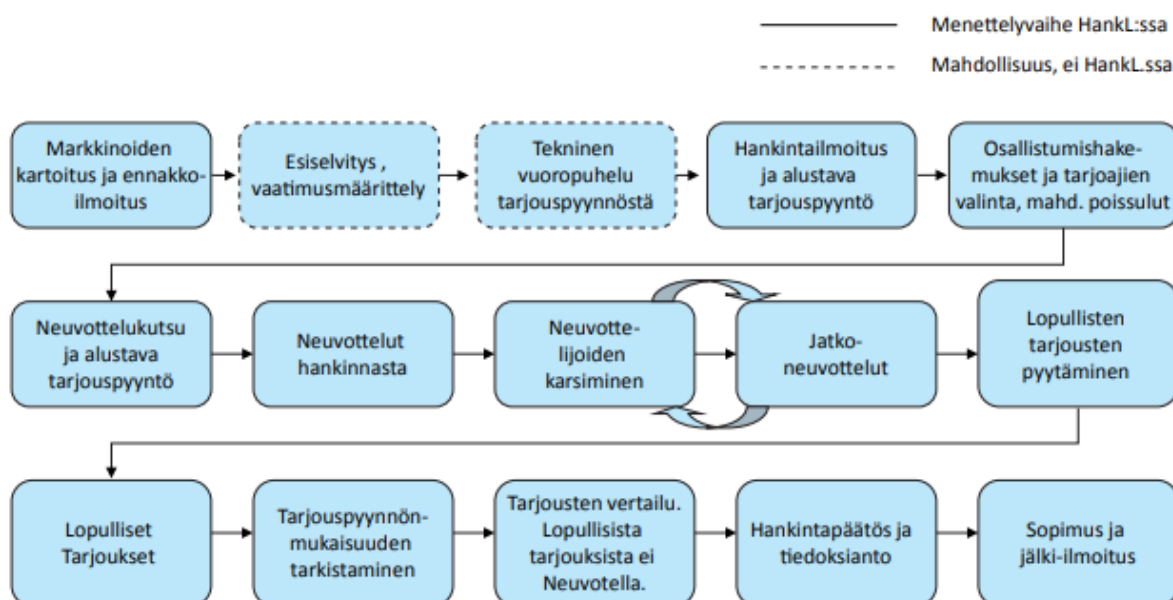 Menettelyvaihe HankL:ssa
Mahdollisuus, ei HankL.ssa
Markkinoiden
kartoitus ja ennakko-
ilmoitus
Esiselvitys ,
vaatimusmäärittely
Tekninen
vuoropuhelu
tarjouspyynnöstä
Hankintailmoitus
ja alustava
tarjouspyyntö
Osallistumishake-
mukset ja tarjoajien
valinta, mahd. poissulut
Neuvottelukutsu
ja alustava
tarjouspyyntö
Neuvottelut
hankinnasta
Neuvotte-
lijoiden
karsiminen
Jatko-
neuvottelut
Lopullisten
tarjousten
pyytäminen
Lopulliset
Tarjoukset
Tarjouspyynnön-
mukaisuuden
tarkistaminen
Tarjousten vertailu.
Lopullisista
tarjouksista ei
Neuvotella.
Hankintapäätös ja
tiedoksianto
Sopimus ja
jälki-ilmoitus